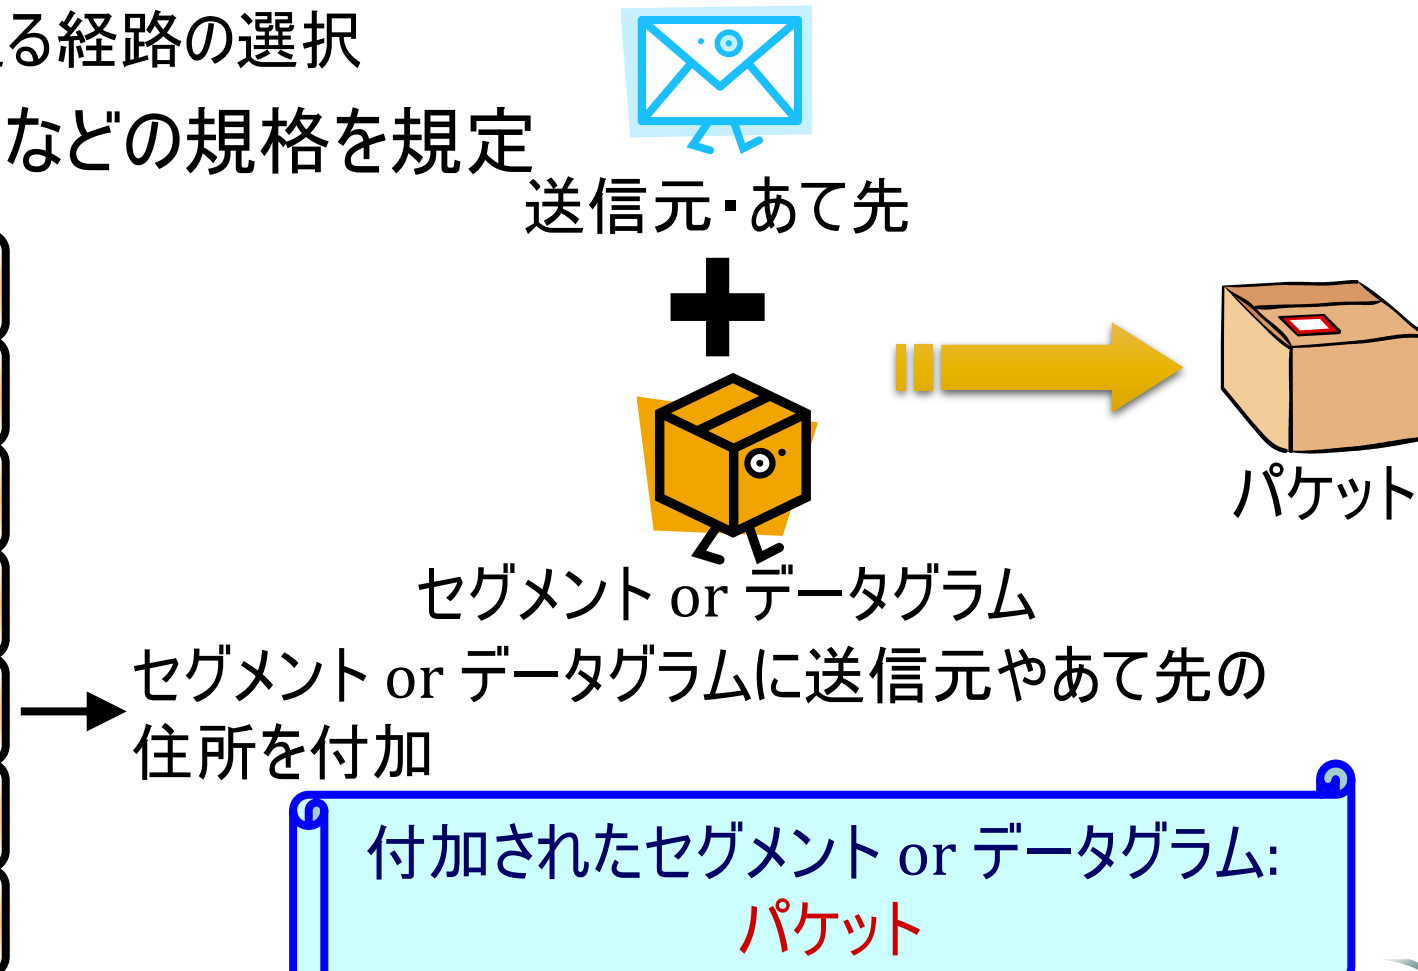 る経路の選択
などの規格を規定
送信元・あて先
パケット
セグメント or データグラム
セグメント or データグラムに送信元やあて先の
住所を付加
付加されたセグメント or データグラム:
パケット